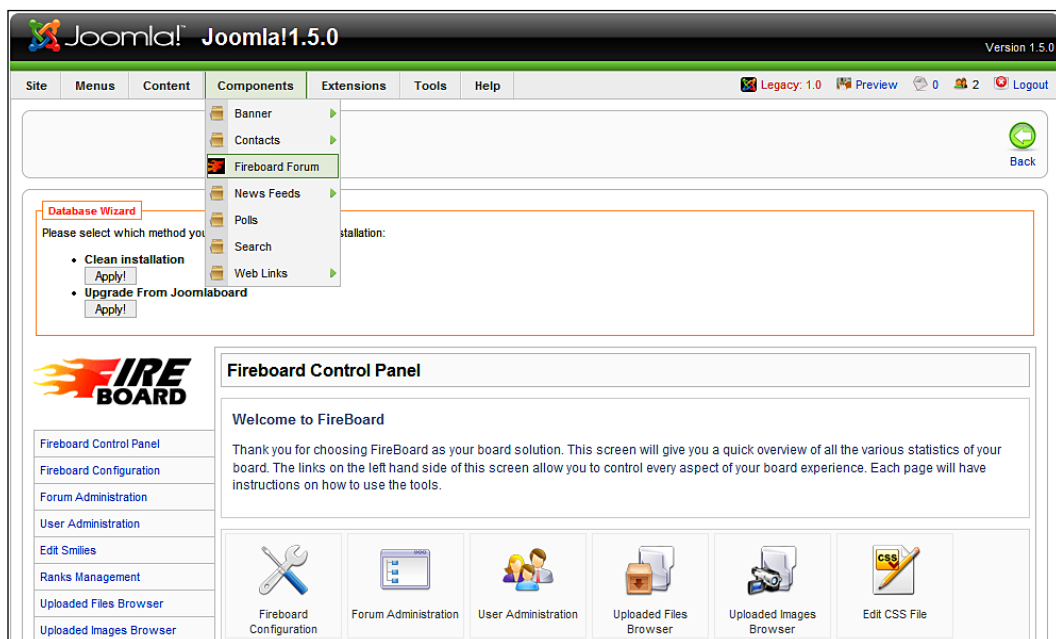 Joomla! Joomla!1.5.0
Version 1.5.0
Site Menus Content Components Extensions Tools Help Legacy: 1.0 Preview 0 2 Logout
Banner
Contacts
Fireboard Forum
News Feeds
Polls
Search
Web Links
Back
Database Wizard
Please select which method you stallation:
Clean installation
Apply!
Upgrade From Joomlaboard
Apply!
FIRE
BOARD
Fireboard Control Panel
Fireboard Configuration
Forum Administration
User Administration
Edit Smilies
Ranks Management
Uploaded Files Browser
Uploaded Images Browser
Fireboard Control Panel
Welcome to FireBoard
Thank you for choosing FireBoard as your board solution. This screen will give you a quick overview of all the various statistics of your
board. The links on the left hand side of this screen allow you to control every aspect of your board experience. Each page will have
instructions on how to use the tools.
CSS
Fireboard
Configuration
Forum Administration
User Administration
Uploaded Files
Browser
Uploaded Images
Browser
Edit CSS File